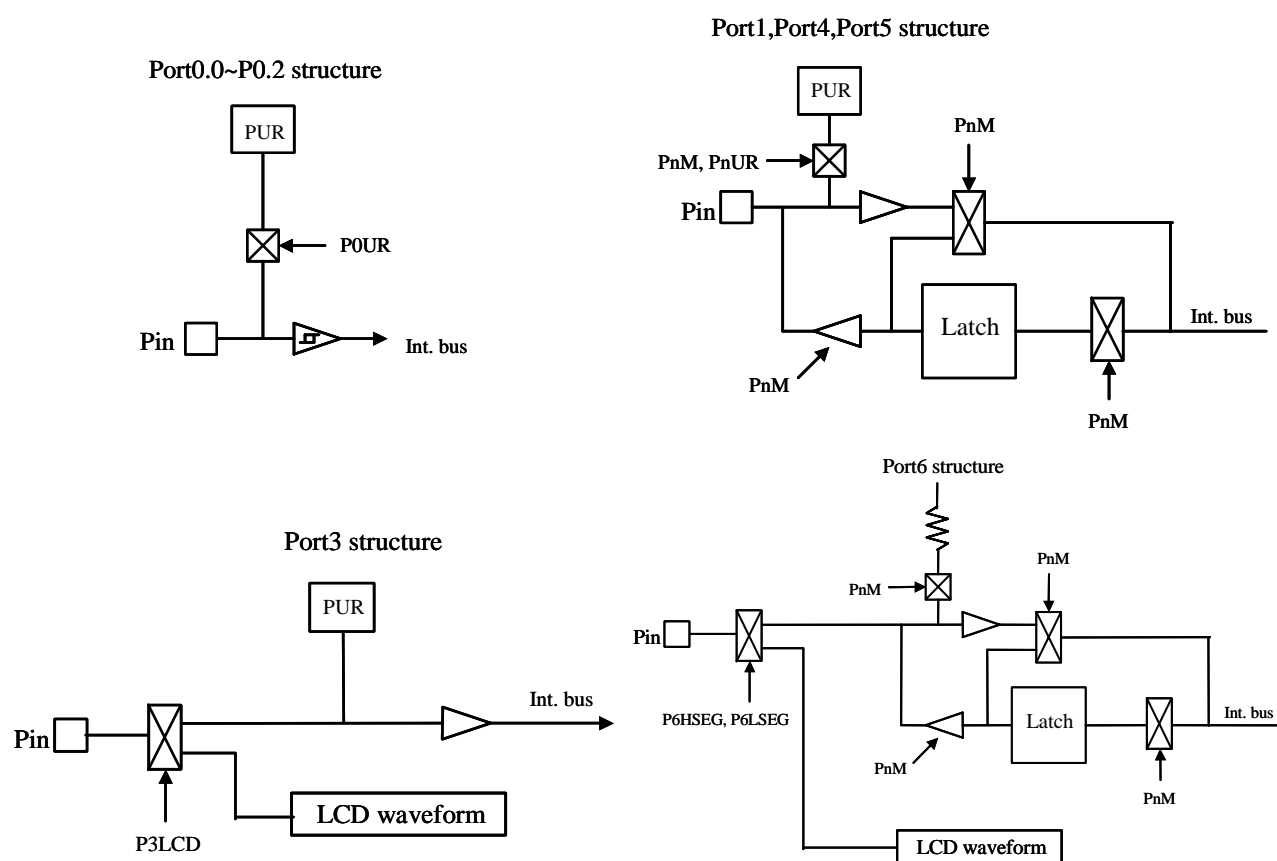 Port0.0~P0.2 structure
PUR
P0UR
Pin
Int. bus
Port1,Port4,Port5 structure
PUR
PnM
PnM, PnUR
Pin
Latch
Int. bus
PnM
PnM
Port3 structure
PUR
Int. bus
Pin
LCD waveform
P3LCD
Port6 structure
PnM
PnM
Pin
P6HSEG, P6LSEG
Latch
Int. bus
PnM
PnM
LCD waveform